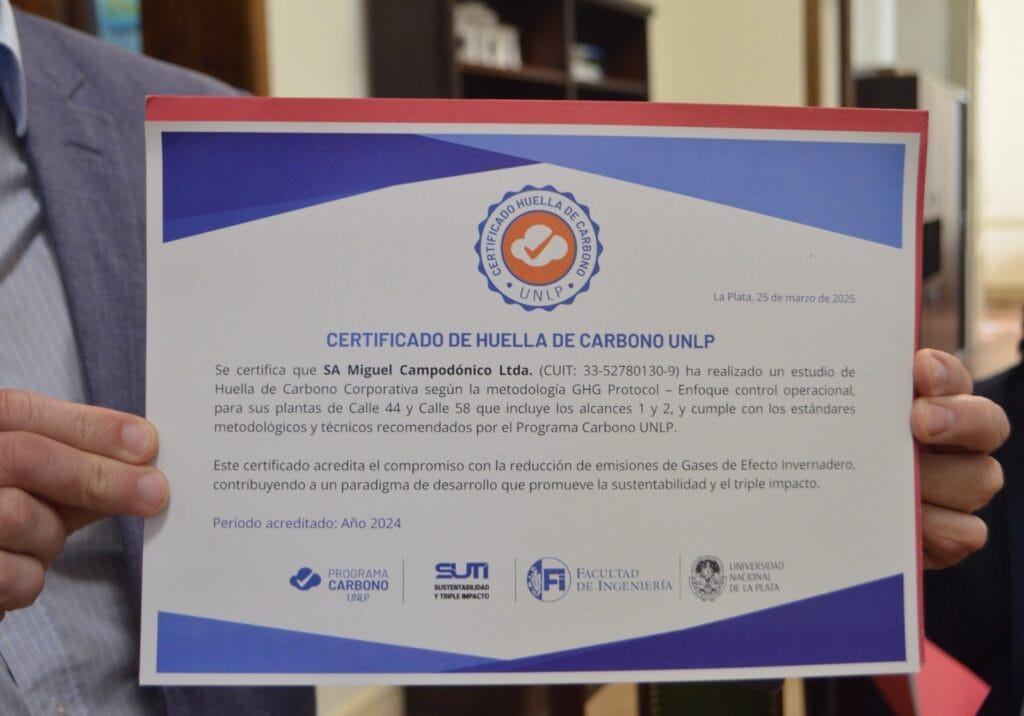 CERTIFICADO HUELLA DE CARBONO
• UNLP •
La Plata, 25 de marzo de 2025
CERTIFICADO DE HUELLA DE CARBONO UNLP
Se certifica que SA Miguel Campodónico Ltda. (CUIT: 33-52780130-9) ha realizado un estudio de
Huella de Carbono Corporativa según la metodología GHG Protocol – Enfoque control operacional,
para sus plantas de Calle 44 y Calle 58 que incluye los alcances 1 y 2, y cumple con los estándares
metodológicos y técnicos recomendados por el Programa Carbono UNLP.
Este certificado acredita el compromiso con la reducción de emisiones de Gases de Efecto Invernadero,
contribuyendo a un paradigma de desarrollo que promueve la sustentabilidad y el triple impacto.
Período acreditado: Año 2024
PROGRAMA
CARBONO
UNLP
SUTI
SUSTENTABILIDAD
Y TRIPLE IMPACTO
FI
FACULTAD
DE INGENIERÍA
UNIVERSIDAD
NACIONAL
DE LA PLATA